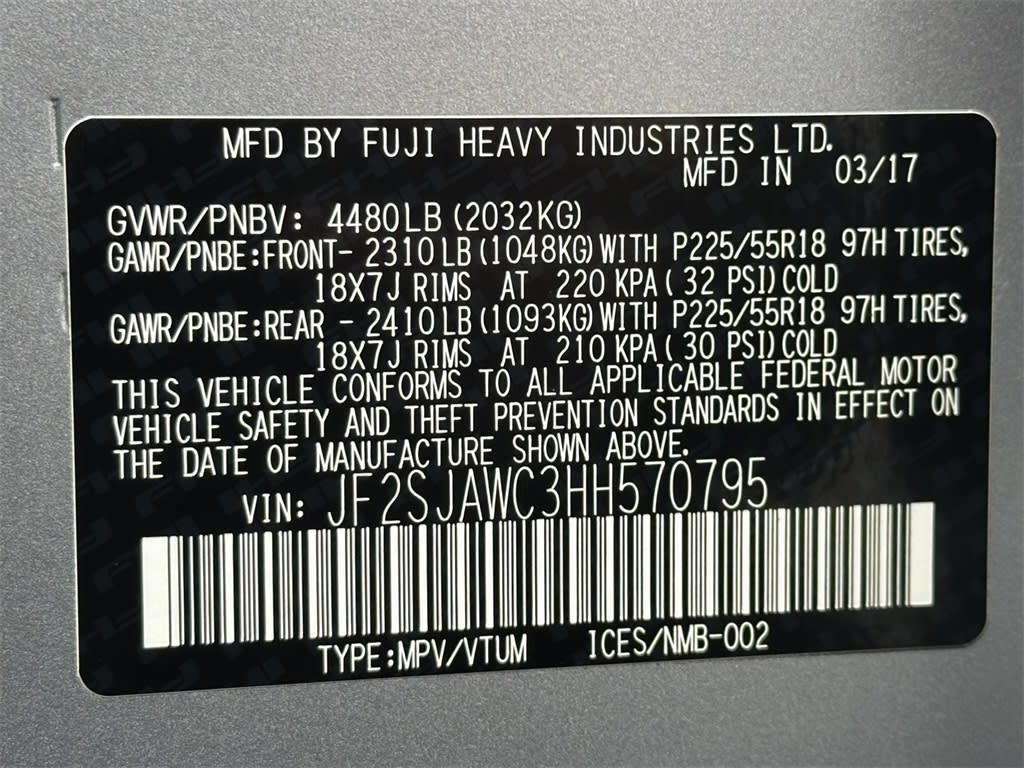 MFD BY FUJI HEAVY INDUSTRIES LTD.
MFD IN 03/17
GVWR/PNBV: 4480LB(2032KG)
GAWR/PNBE:FRONT- 2310LB(1048KG)WITH P225/55R18 97H TIRES,
18X7J RIMS AT 220 KPA( 32 PSI)COLD
GAWR/PNBE:REAR - 2410LB(1093KG)WITH P225/55R18 97H TIRES,
18X7J RIMS AT 210 KPA( 30 PSI)COLD
THIS VEHICLE CONFORMS TO ALL APPLICABLE FEDERAL MOTOR
VEHICLE SAFETY AND THEFT PREVENTION STANDARDS IN EFFECT ON
THE DATE OF MANUFACTURE SHOWN ABOVE.
VIN: JF2SJAWC3HH570795
TYPE:MPV/VTUM ICES/NMB-002